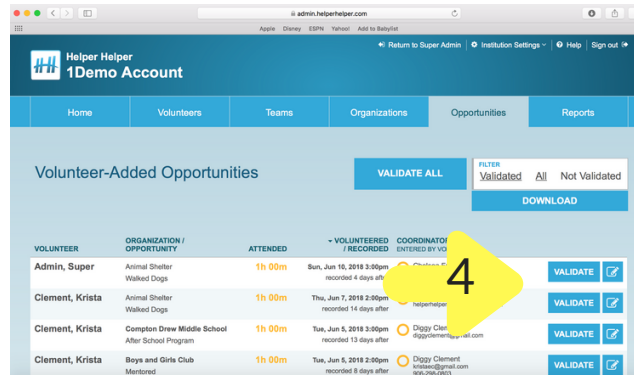 admin.helperhelper.com
Apple Disney ESPN Yahoo! Add to Babylist
Return to Super Admin Institution Settings Help Sign out
Helper Helper
1Demo Account
Home Volunteers Teams Organizations Opportunities Reports
Volunteer-Added Opportunities
VALIDATE ALL
FILTER
Validated All Not Validated
DOWNLOAD
VOLUNTEER ORGANIZATION / OPPORTUNITY ATTENDED VOLUNTEERED / RECORDED COORDINATOR
ENTERED BY
Admin, Super Animal Shelter 1h 00m Sun, Jun 10, 2018 3:00pm
Walked Dogs recorded 4 days after
4
VALIDATE
Clement, Krista Animal Shelter 1h 00m Thu, Jun 7, 2018 2:00pm
Walked Dogs recorded 14 days after
VALIDATE
Clement, Krista Compton Drew Middle School 1h 00m Tue, Jun 5, 2018 3:00pm Diggy
After School Program recorded 13 days after
VALIDATE
Clement, Krista Boys and Girls Club 1h 00m Tue, Jun 5, 2018 2:00pm Diggy Clement
Mentored recorded 8 days after kristaec@gmail.com
906-298-0803
VALIDATE